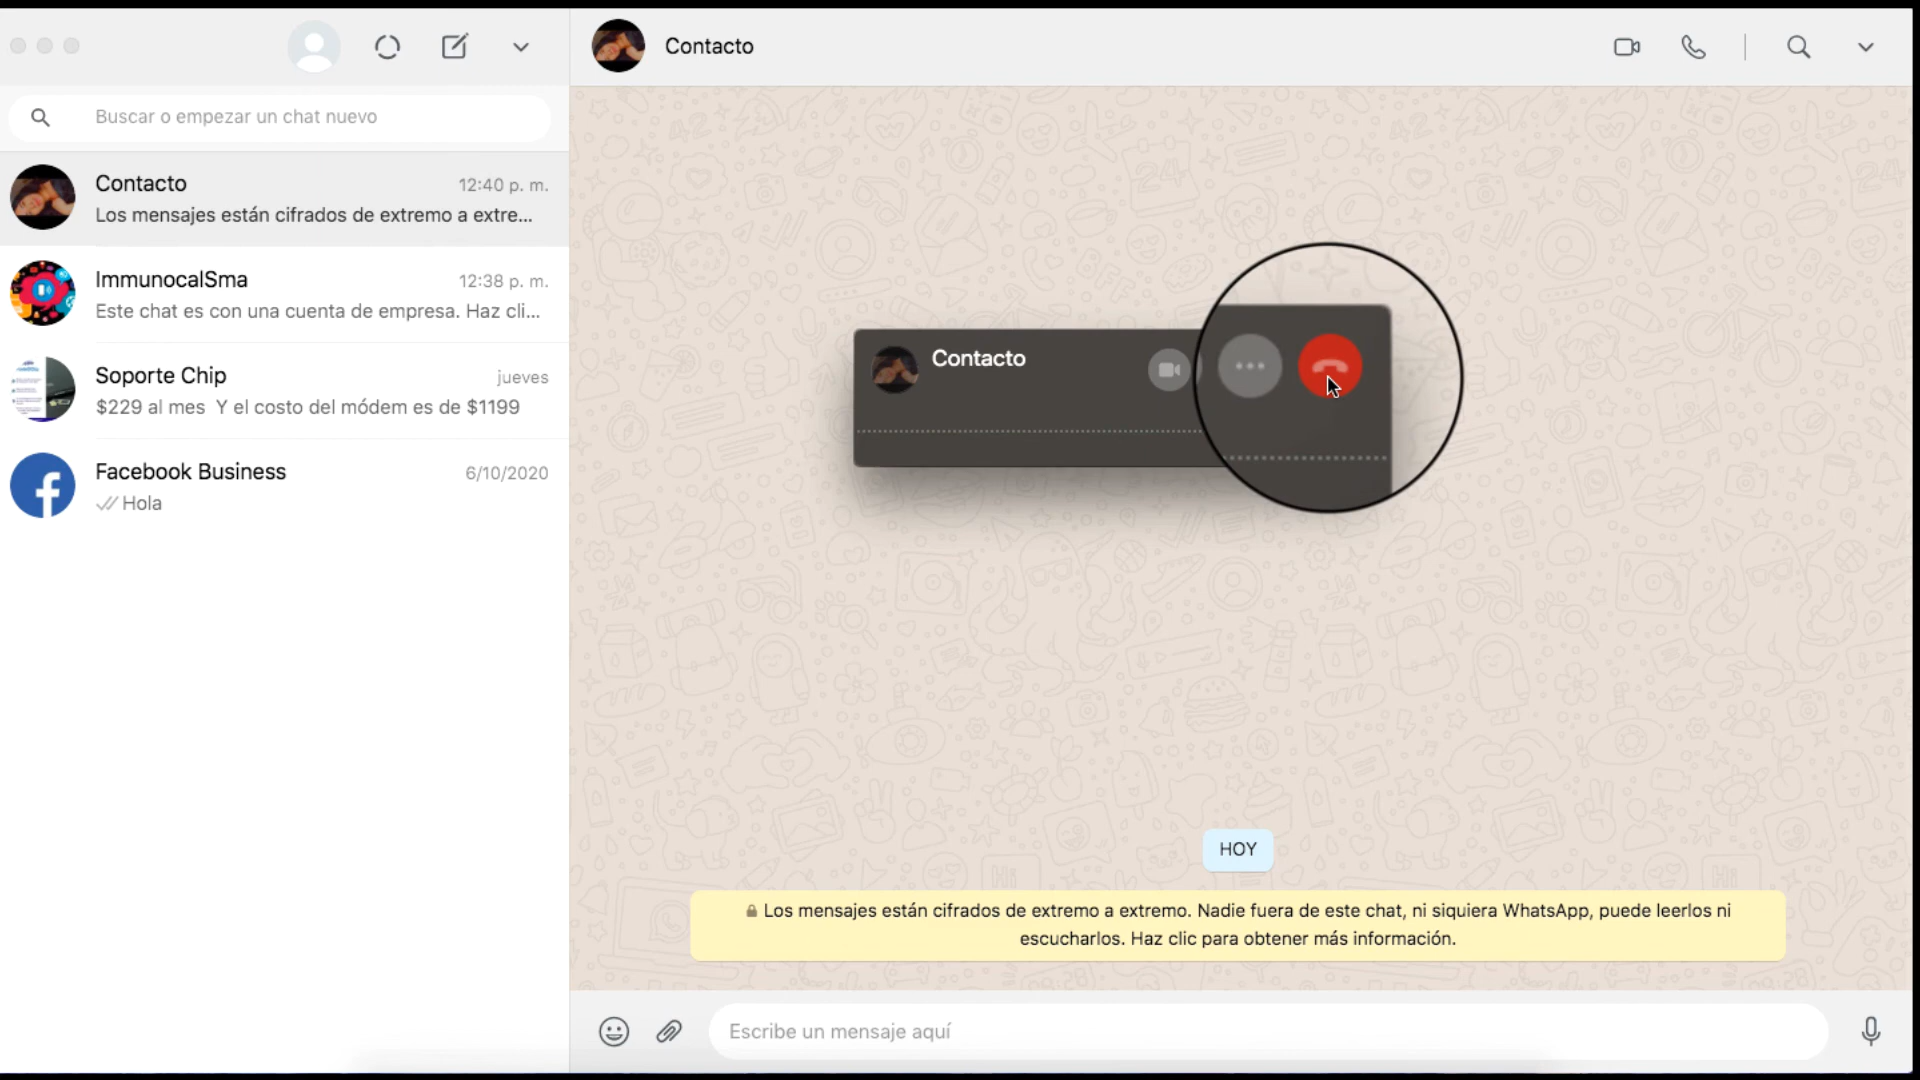 Contacto
Buscar o empezar un chat nuevo
Contacto
12:40 p. m.
Los mensajes están cifrados de extremo a extre...
ImmunocalSma
12:38 p. m.
Este chat es con una cuenta de empresa. Haz cli...
Soporte Chip
jueves
$229 al mes Y el costo del módem es de $1199
Facebook Business
6/10/2020
Hola
Contacto
HOY
Los mensajes están cifrados de extremo a extremo. Nadie fuera de este chat, ni siquiera WhatsApp, puede leerlos ni
escucharlos. Haz clic para obtener más información.
Escribe un mensaje aquí